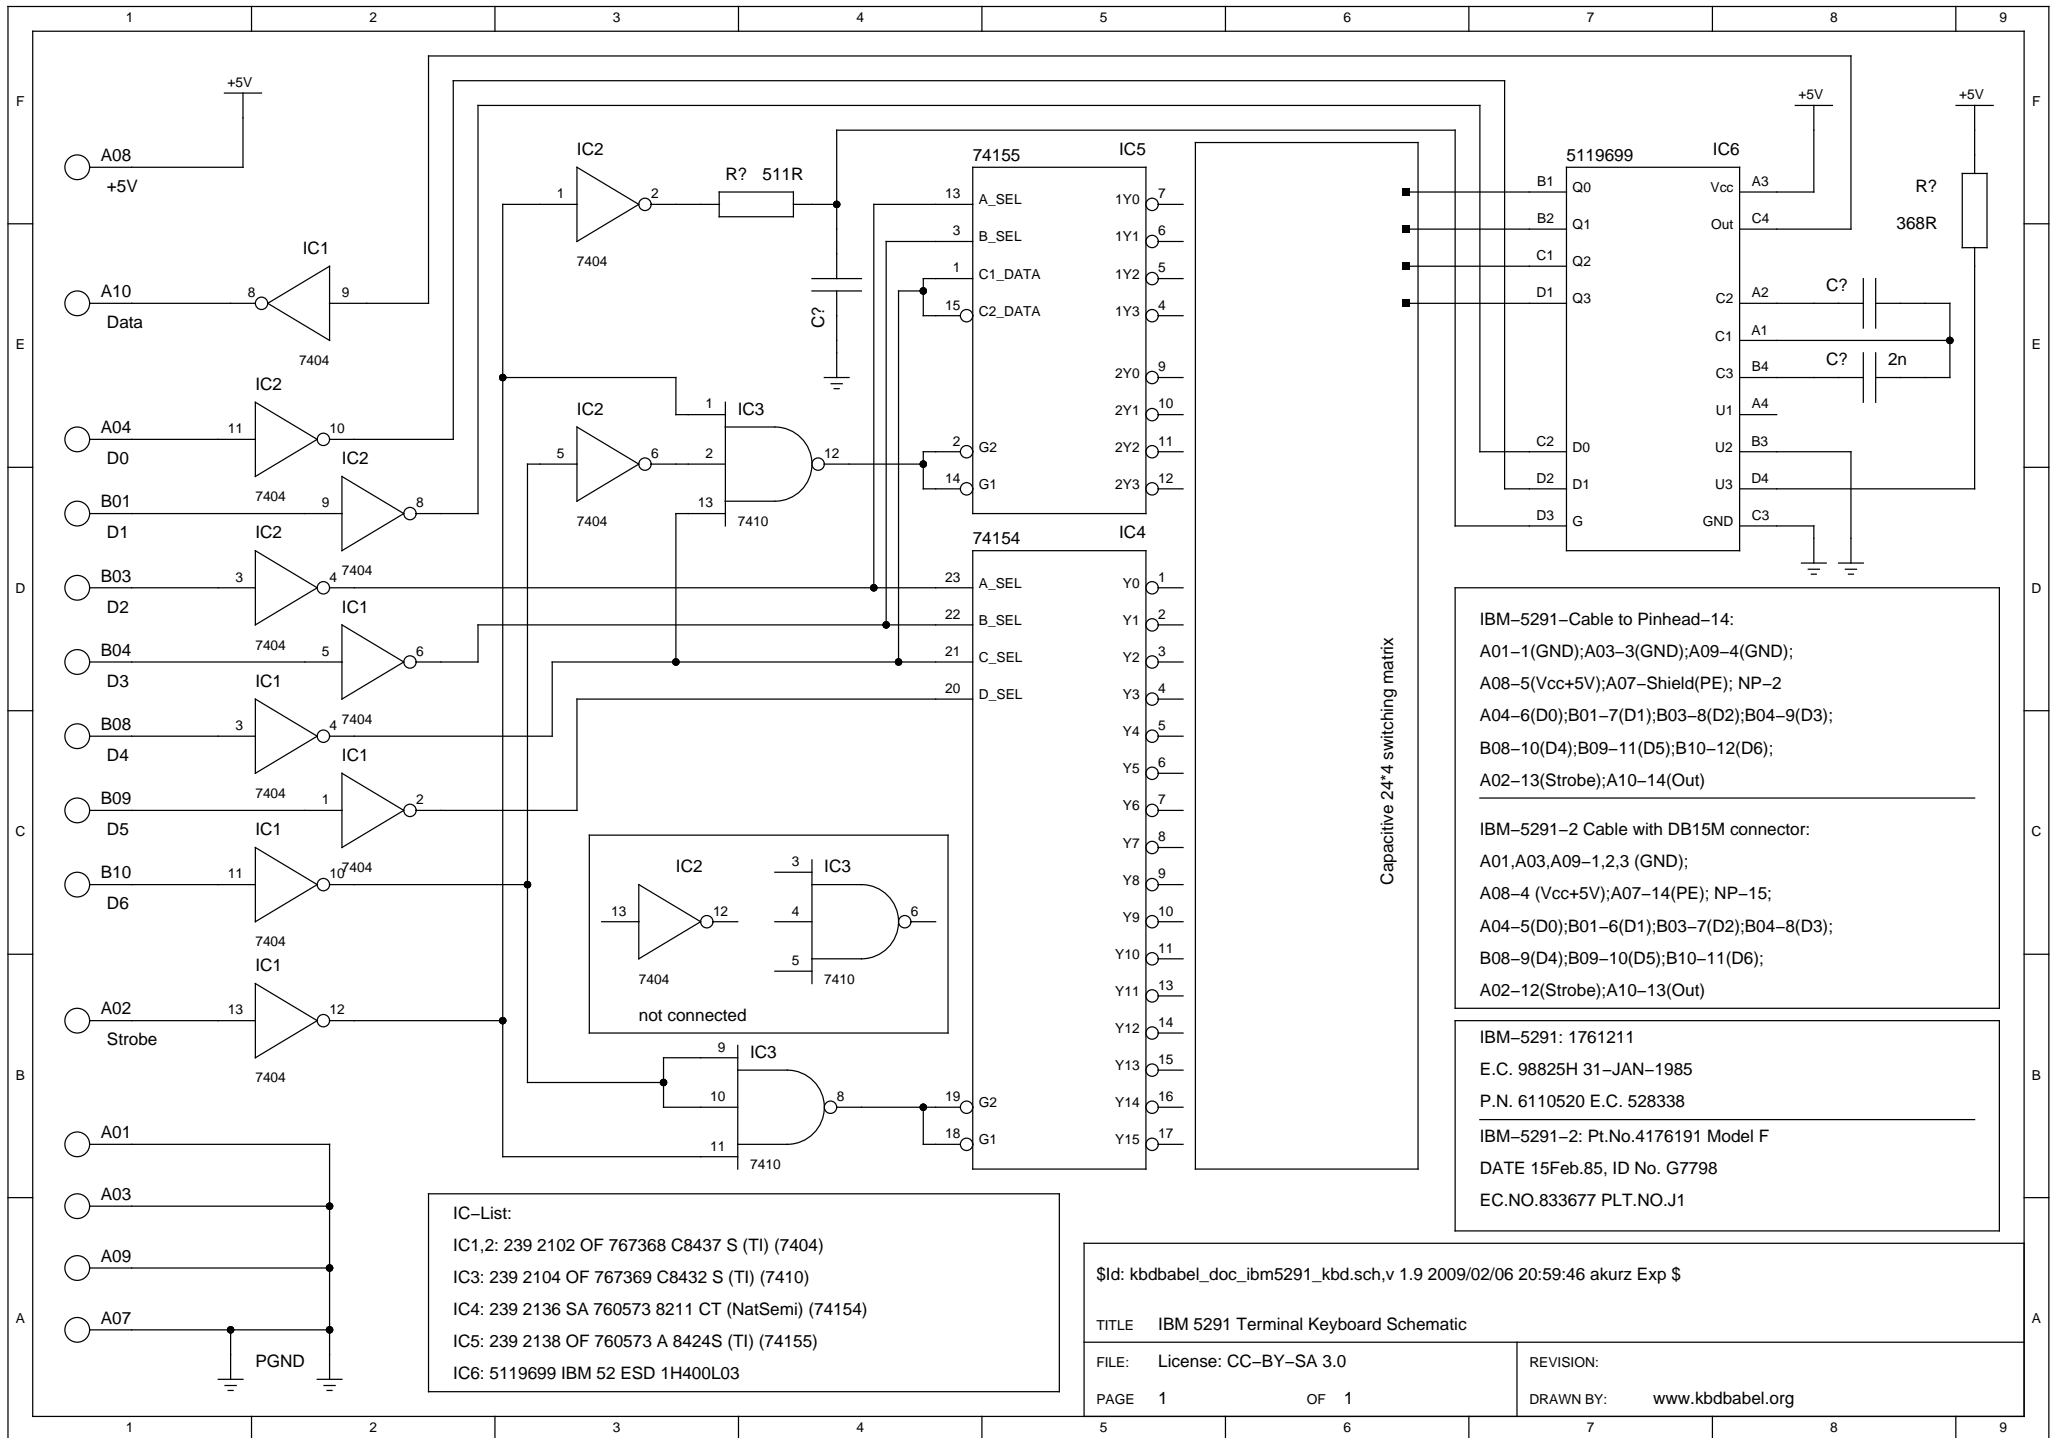 1 2 3 4 5 6 7 8 9
F F
E E
D D
C C
B B
A A
+5V
A08
+5V
A10
Data
8
IC1
9
7404
A04
D0
11
IC2
10
7404
B01
D1
9
IC2
8
7404
B03
D2
3
IC2
4
7404
B04
D3
5
IC1
6
7404
B08
D4
3
IC1
4
7404
B09
D5
1
IC1
2
7404
B10
D6
11
IC1
10
7404
A02
Strobe
13
IC1
12
7404
A01
A03
A09
A07
PGND
IC2
1
2
7404
R? 511R
C?
IC2
5
6
7404
1
IC3
2
12
13
7410
IC2
13
12
7404
3
IC3
4
6
5
7410
not connected
9
IC3
10
8
11
7410
74155 IC5
13 A_SEL 1Y0 7
3 B_SEL 1Y1 6
1 C1_DATA 1Y2 5
15 C2_DATA 1Y3 4
2Y0 9
2Y1 10
2 G2 2Y2 11
14 G1 2Y3 12
74154 IC4
23 A_SEL Y0 1
22 B_SEL Y1 2
21 C_SEL Y2 3
20 D_SEL Y3 4
Y4 5
Y5 6
Y6 7
Y7 8
Y8 9
Y9 10
Y10 11
Y11 13
Y12 14
Y13 15
19 G2 Y14 16
18 G1 Y15 17
Capacitive 24*4 switching matrix
5119699 IC6
B1 Q0 Vcc A3
B2 Q1 Out C4
C1 Q2
D1 Q3 C2 A2
C1 A1
C3 B4
U1 A4
C2 D0 U2 B3
D2 D1 U3 D4
D3 G GND C3
+5V
+5V
R?
368R
C?
C? 2n
IBM–5291–Cable to Pinhead–14:
A01–1(GND);A03–3(GND);A09–4(GND);
A08–5(Vcc+5V);A07–Shield(PE); NP–2
A04–6(D0);B01–7(D1);B03–8(D2);B04–9(D3);
B08–10(D4);B09–11(D5);B10–12(D6);
A02–13(Strobe);A10–14(Out)
IBM–5291–2 Cable with DB15M connector:
A01,A03,A09–1,2,3 (GND);
A08–4 (Vcc+5V);A07–14(PE); NP–15;
A04–5(D0);B01–6(D1);B03–7(D2);B04–8(D3);
B08–9(D4);B09–10(D5);B10–11(D6);
A02–12(Strobe);A10–13(Out)
IBM–5291: 1761211
E.C. 98825H 31–JAN–1985
P.N. 6110520 E.C. 528338
IBM–5291–2: Pt.No.4176191 Model F
DATE 15Feb.85, ID No. G7798
EC.NO.833677 PLT.NO.J1
IC–List:
IC1,2: 239 2102 OF 767368 C8437 S (TI) (7404)
IC3: 239 2104 OF 767369 C8432 S (TI) (7410)
IC4: 239 2136 SA 760573 8211 CT (NatSemi) (74154)
IC5: 239 2138 OF 760573 A 8424S (TI) (74155)
IC6: 5119699 IBM 52 ESD 1H400L03
$Id: kbdbabel_doc_ibm5291_kbd.sch,v 1.9 2009/02/06 20:59:46 akurz Exp $
TITLE IBM 5291 Terminal Keyboard Schematic
FILE: License: CC–BY–SA 3.0
REVISION:
PAGE 1 OF 1
DRAWN BY: www.kbdbabel.org
1 2 3 4 5 6 7 8 9